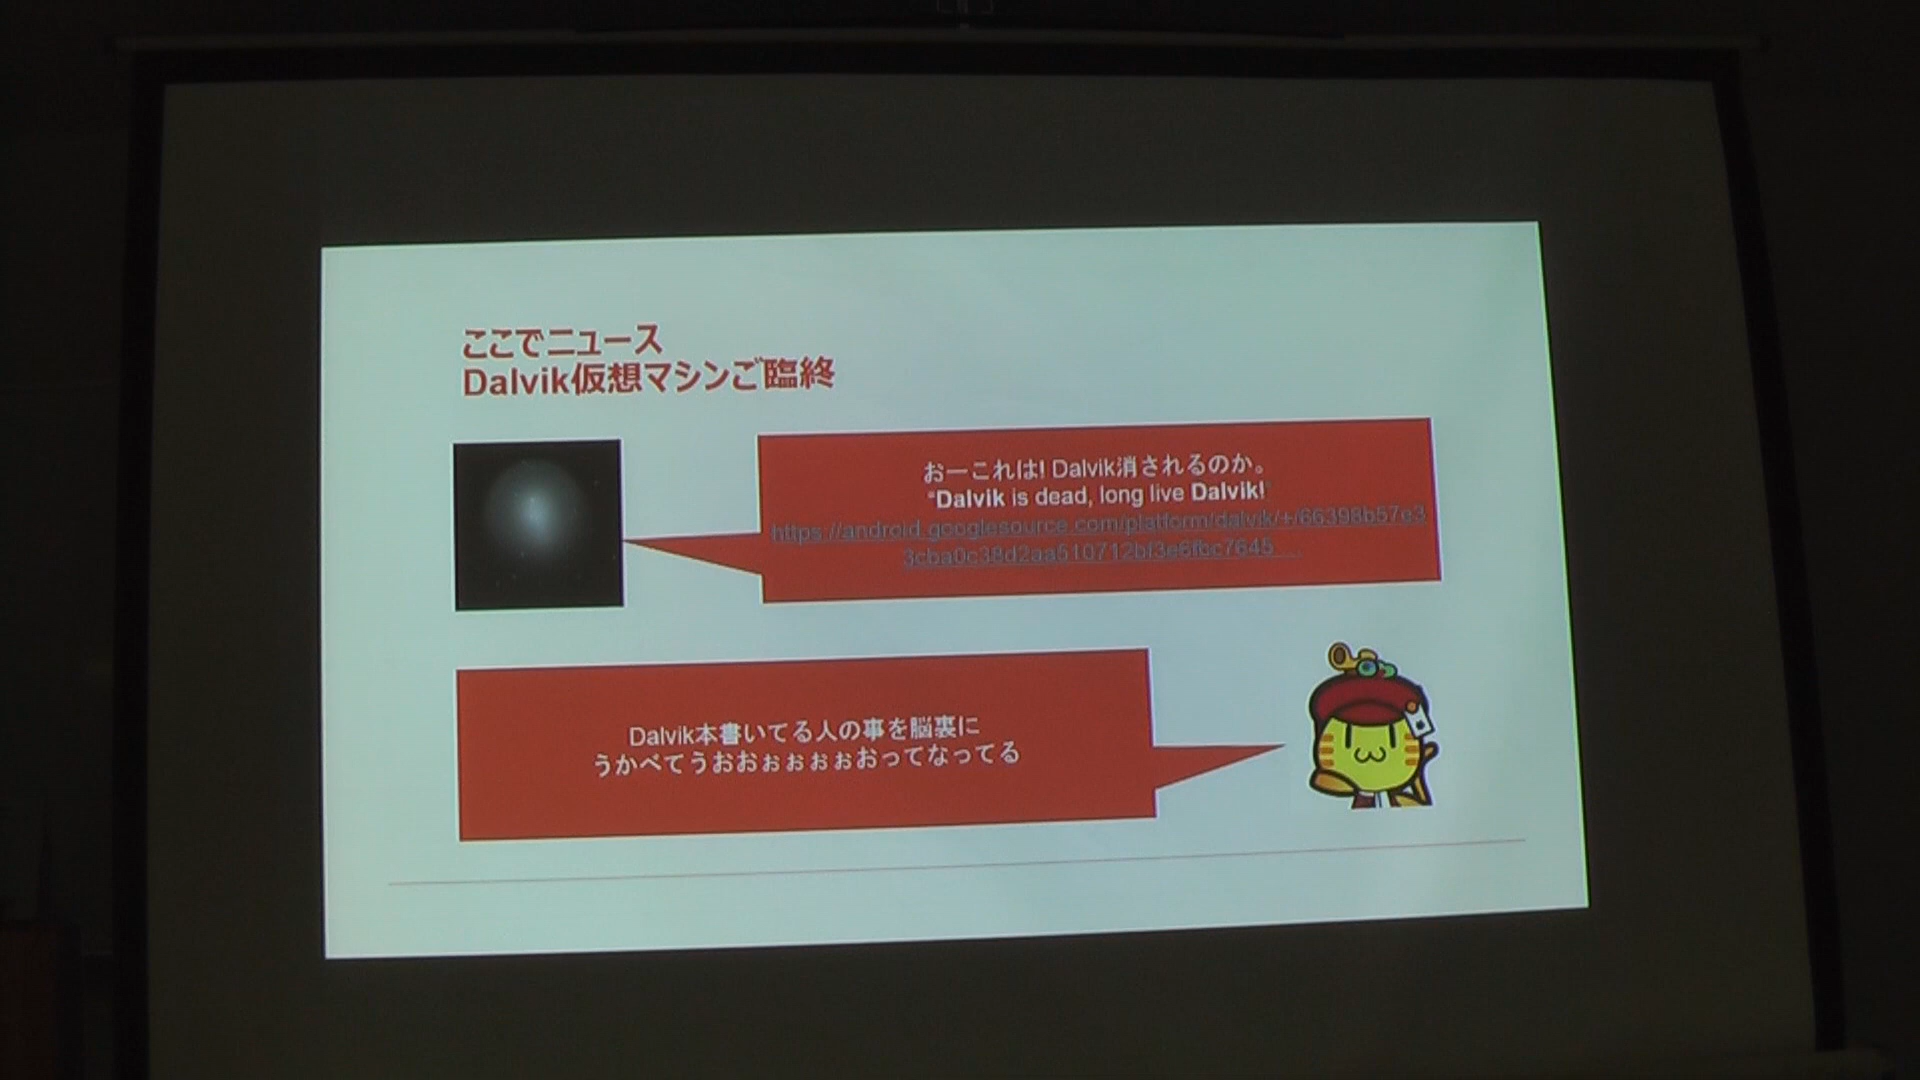 ここでニュース
Dalvik仮想マシンご臨終
おーこれは! Dalvik消されるのか。
“Dalvik is dead, long live Dalvik!
https://android.googlesource.com/platform/dalvik/+/66398b57e3
3cba0c38d2aa510712bf3e6fbc7645
Dalvik本書いてる人の事を脳裏に
うかべてうおおぉぉぉぉおってなってる